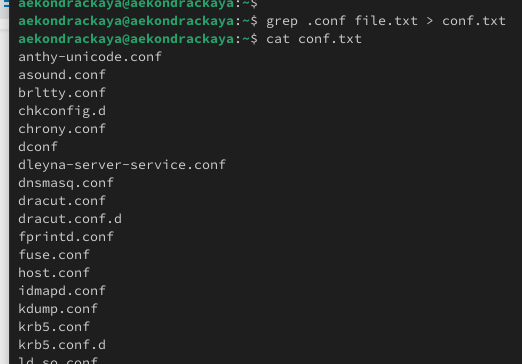 aekondrackaya@aekondrackaya:~$
aekondrackaya@aekondrackaya:~$ grep .conf file.txt > conf.txt
aekondrackaya@aekondrackaya:~$ cat conf.txt
anthy-unicode.conf
asound.conf
brltty.conf
chkconfig.d
chrony.conf
dconf
dleyna-server-service.conf
dnsmasq.conf
dracut.conf
dracut.conf.d
fprintd.conf
fuse.conf
host.conf
idmapd.conf
kdump.conf
krb5.conf
krb5.conf.d
ld.so.conf